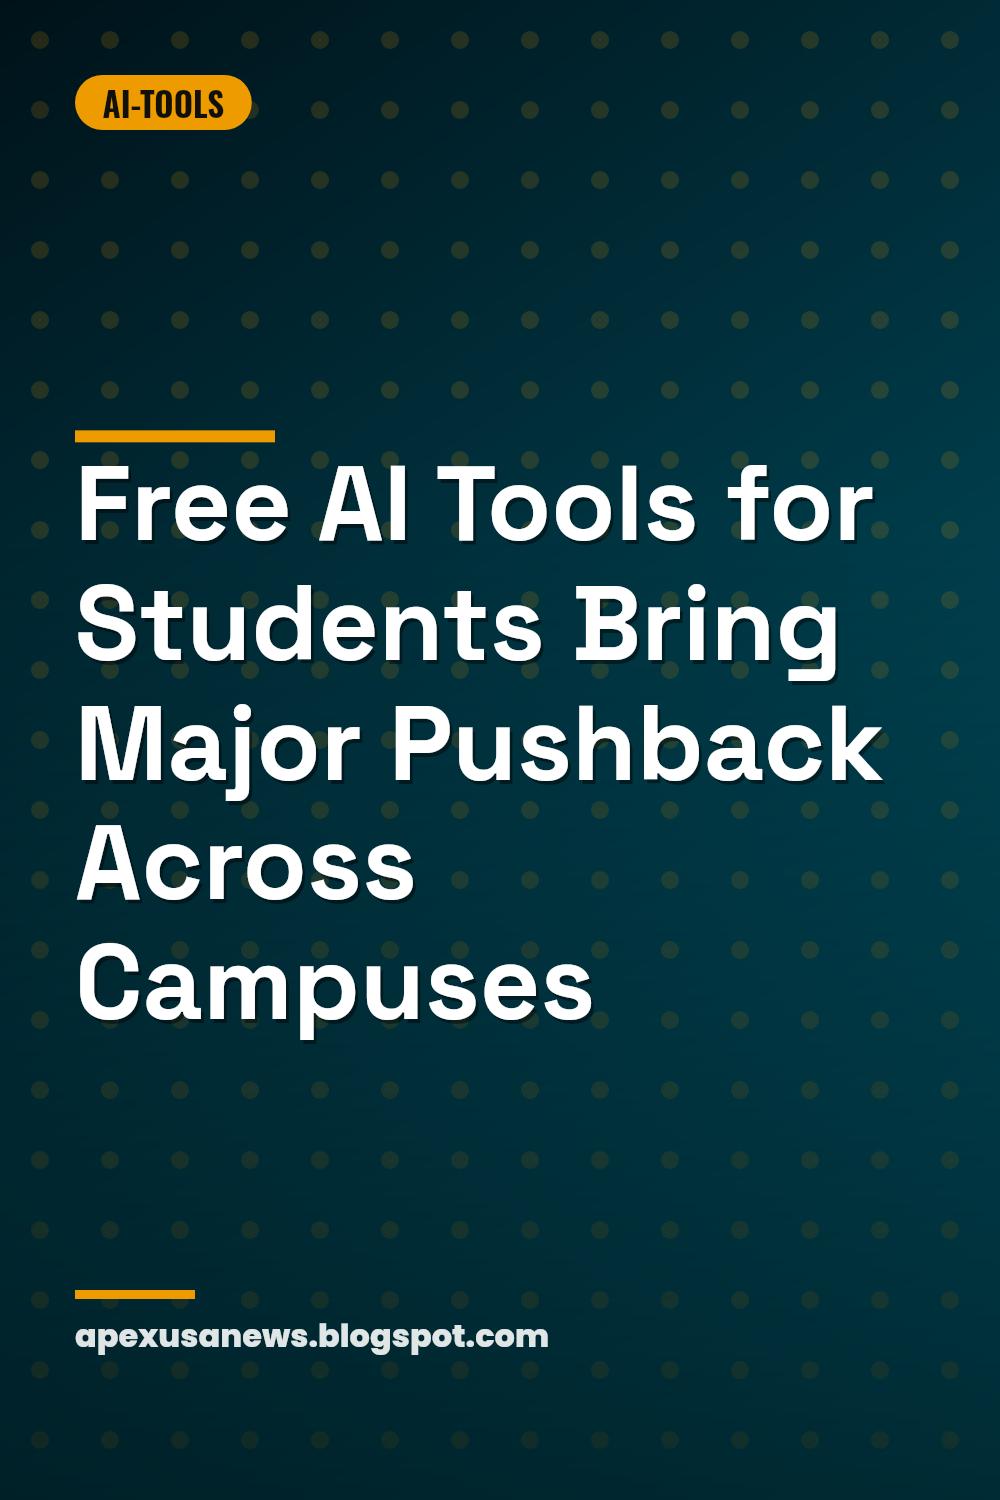 AI-TOOLS
Free AI Tools for
Students Bring
Major Pushback
Across
Campuses
apexusanews.blogspot.com